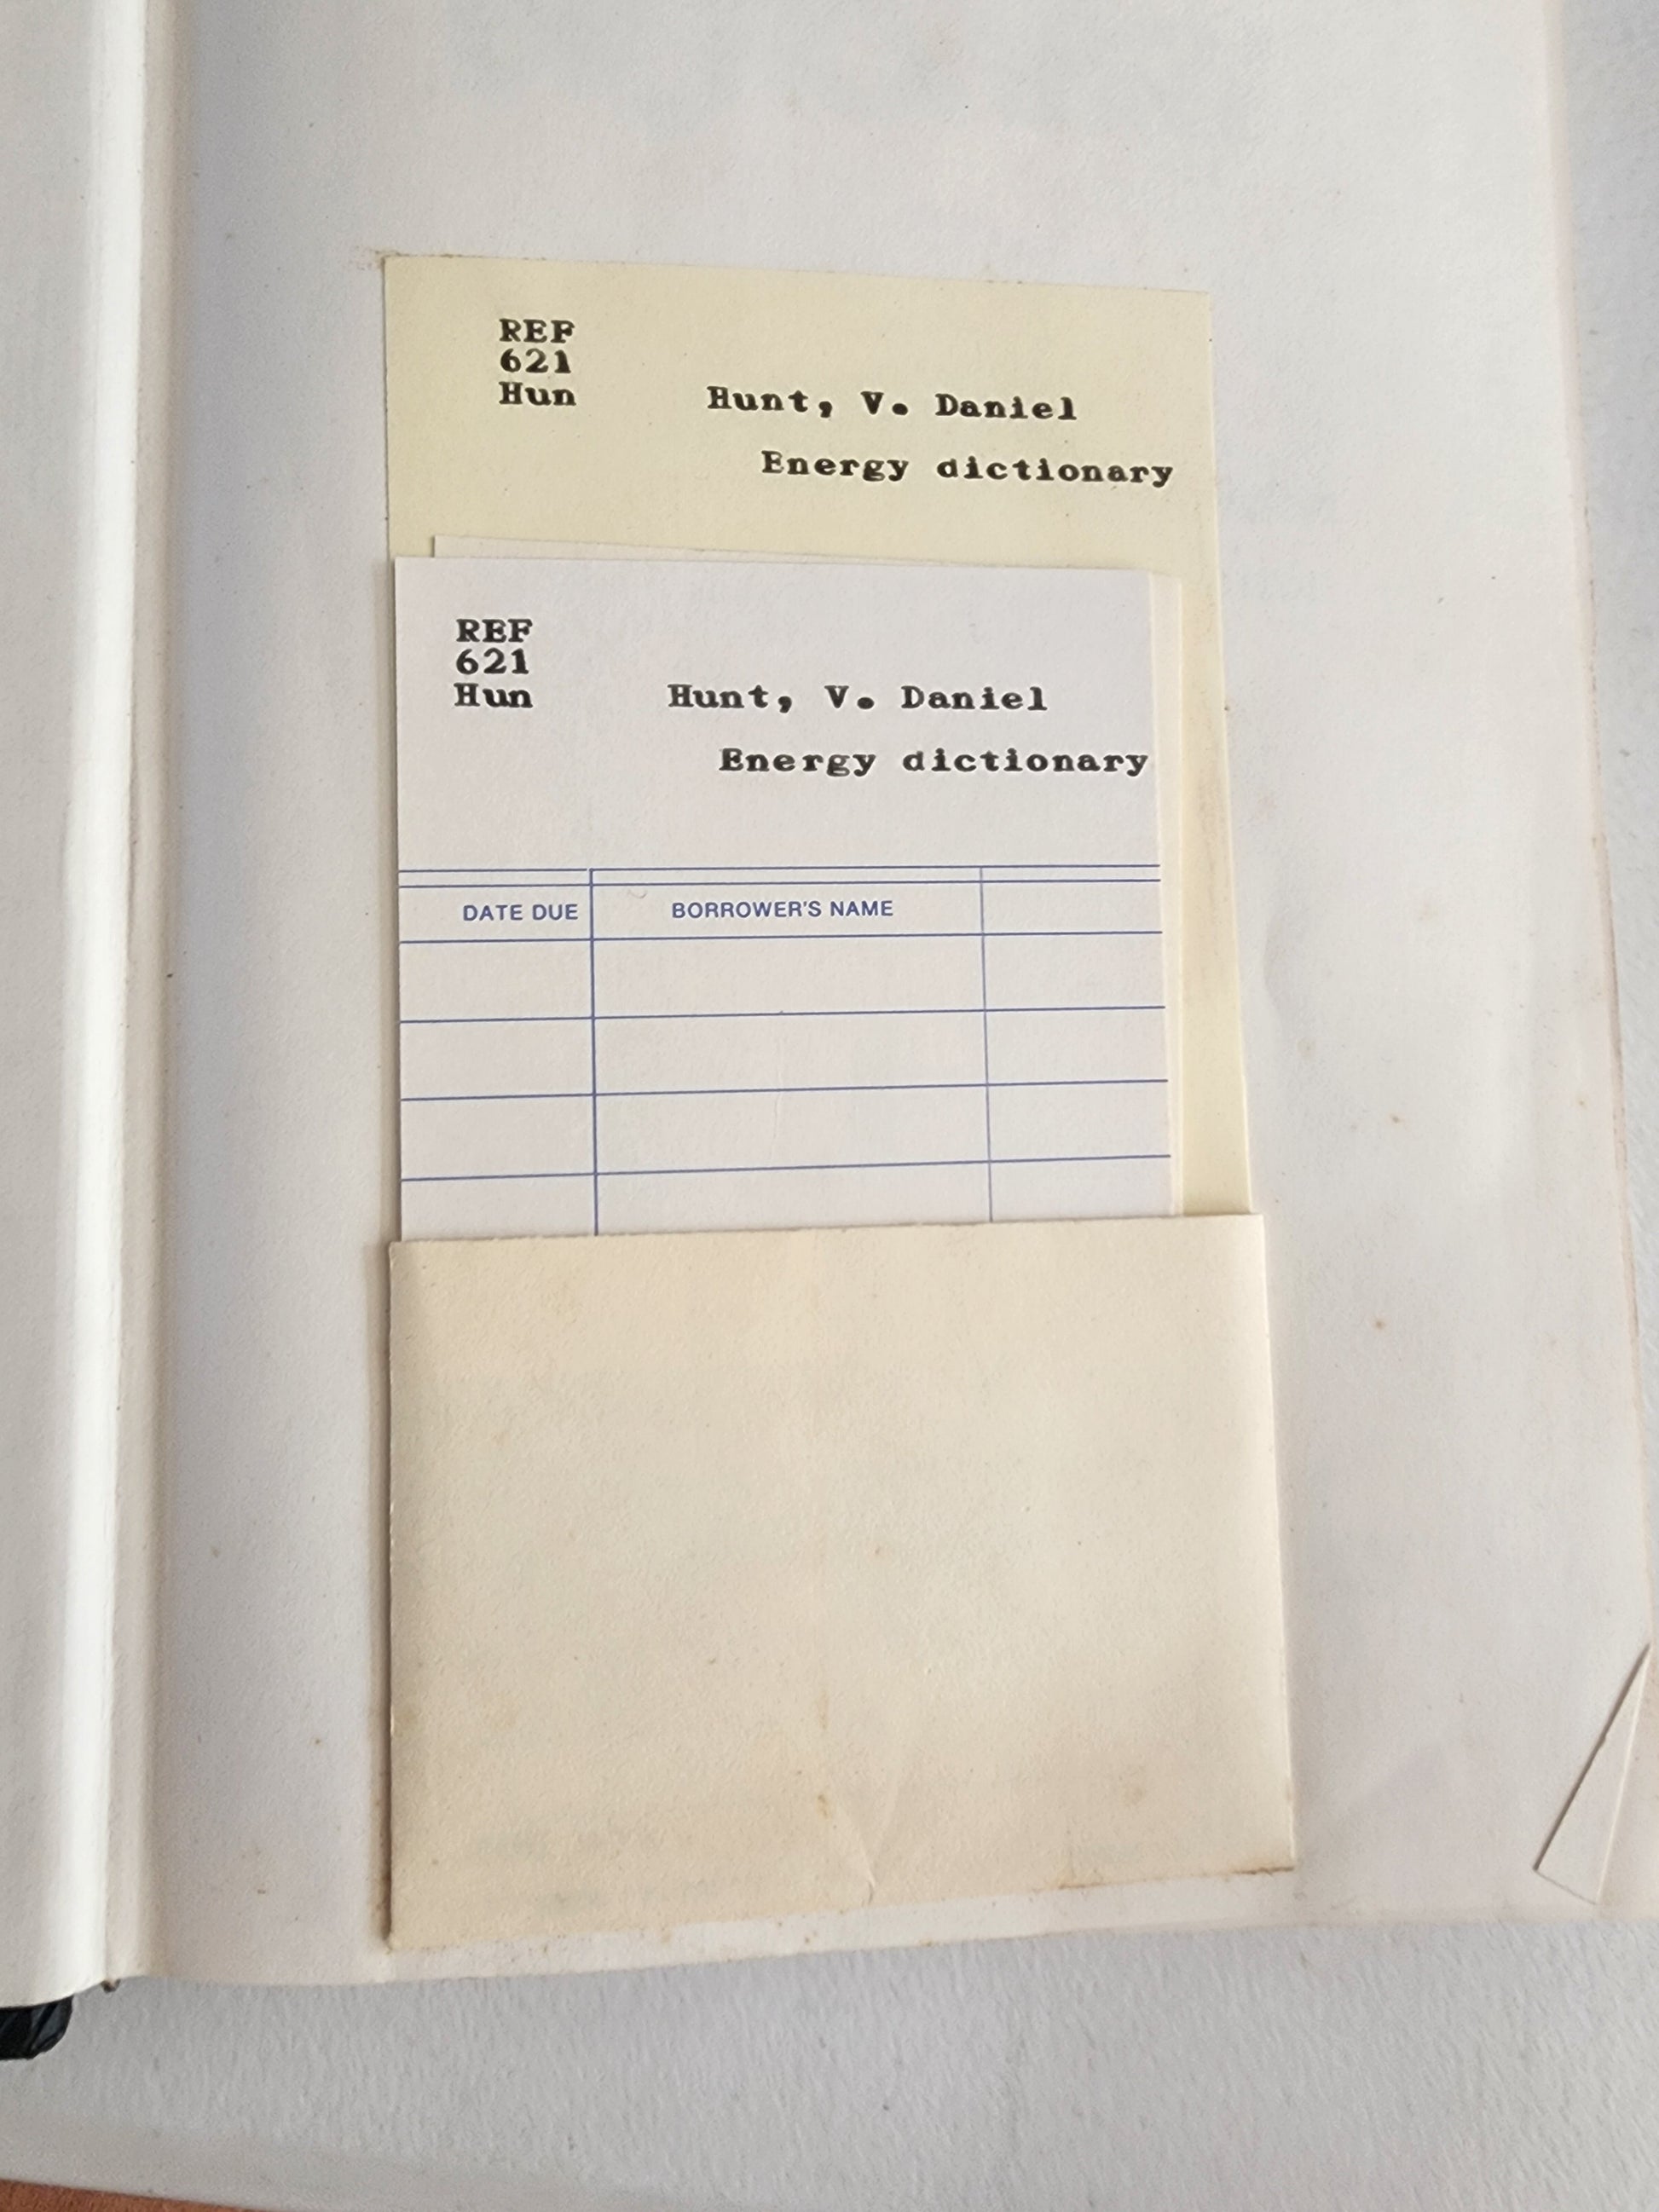 REF
621
Hun Hunt, V. Daniel
Energy dictionary
REF
621
Hun Hunt, V. Daniel
Energy dictionary
DATE DUE BORROWER'S NAME